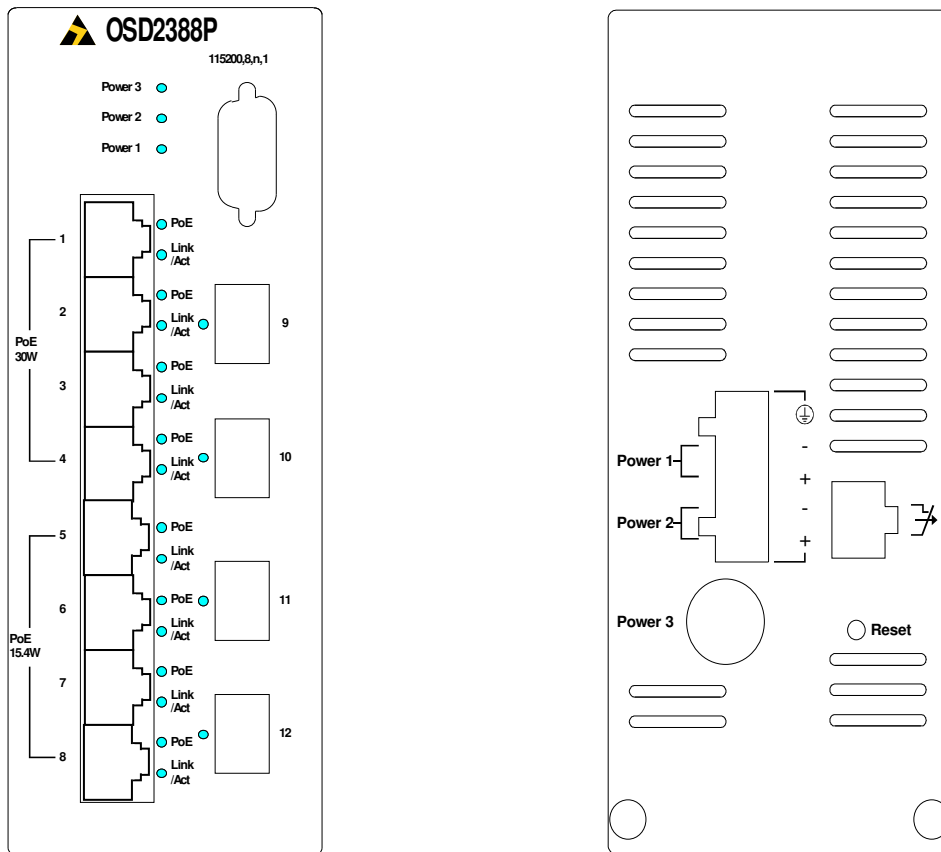 OSD2388P
115200,8,n,1
Power 3
Power 2
Power 1
PoE
30W
1
PoE
Link
/Act
2
PoE
Link
/Act
9
3
PoE
Link
/Act
4
PoE
Link
/Act
10
PoE
15.4W
5
PoE
Link
/Act
6
PoE
Link
/Act
11
7
PoE
Link
/Act
8
PoE
Link
/Act
12
Power 1
-
+
Power 2
-
+
Power 3
Reset